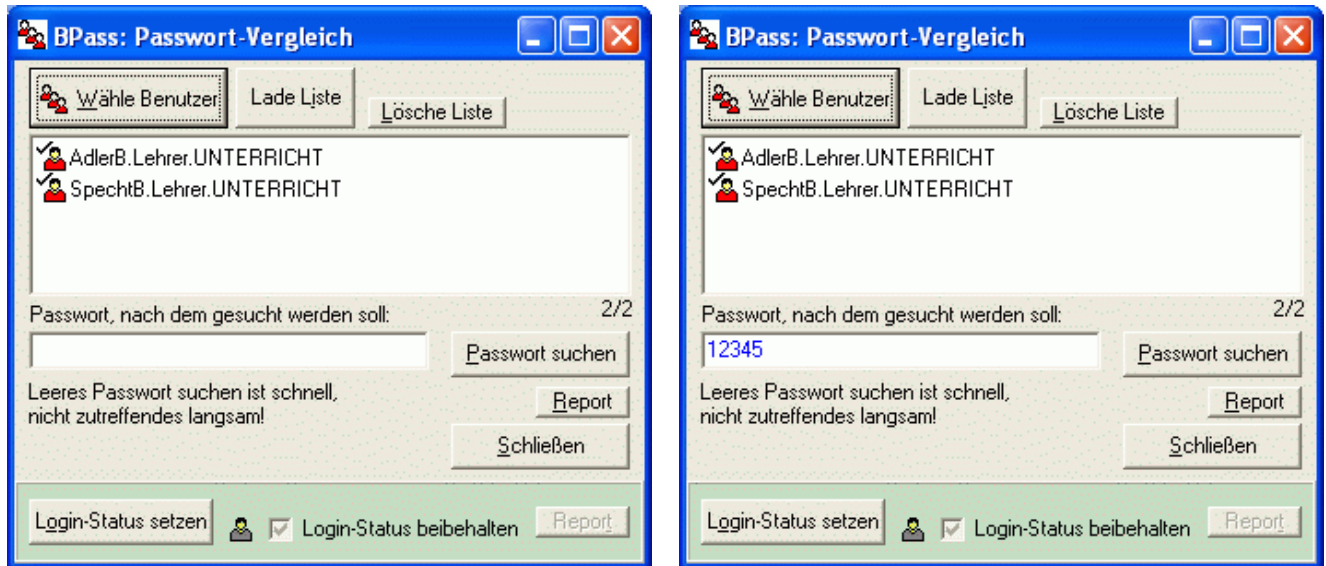 BPass: Passwort-Vergleich
Wähle Benutzer
Lade Liste
Lösche Liste
AdlerB.Lehrer.UNTERRICHT
SpechtB.Lehrer.UNTERRICHT
2/2
Passwort, nach dem gesucht werden soll:
Passwort suchen
Leeres Passwort suchen ist schnell,
nicht zutreffendes langsam!
Report
Schließen
Login-Status setzen
Login-Status beibehalten
Report
BPass: Passwort-Vergleich
Wähle Benutzer
Lade Liste
Lösche Liste
AdlerB.Lehrer.UNTERRICHT
SpechtB.Lehrer.UNTERRICHT
2/2
Passwort, nach dem gesucht werden soll:
12345
Passwort suchen
Leeres Passwort suchen ist schnell,
nicht zutreffendes langsam!
Report
Schließen
Login-Status setzen
Login-Status beibehalten
Report